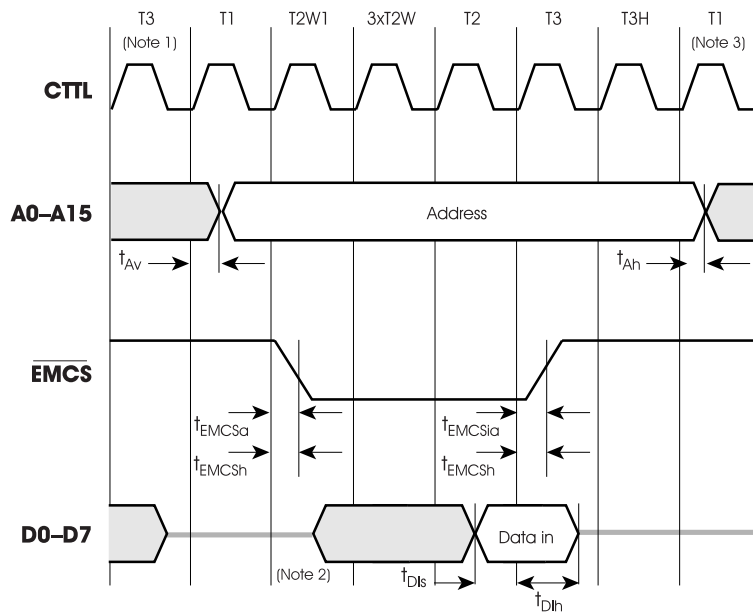 T3 T1 T2W1 3xT2W T2 T3 T3H T1
(Note 1) (Note 3)
CTTL
A0–A15 Address
tAv tAh
EMCS
tEMCSa tEMCSia
tEMCSh tEMCSh
D0–D7 Data in
(Note 2) tDIs
tDIh